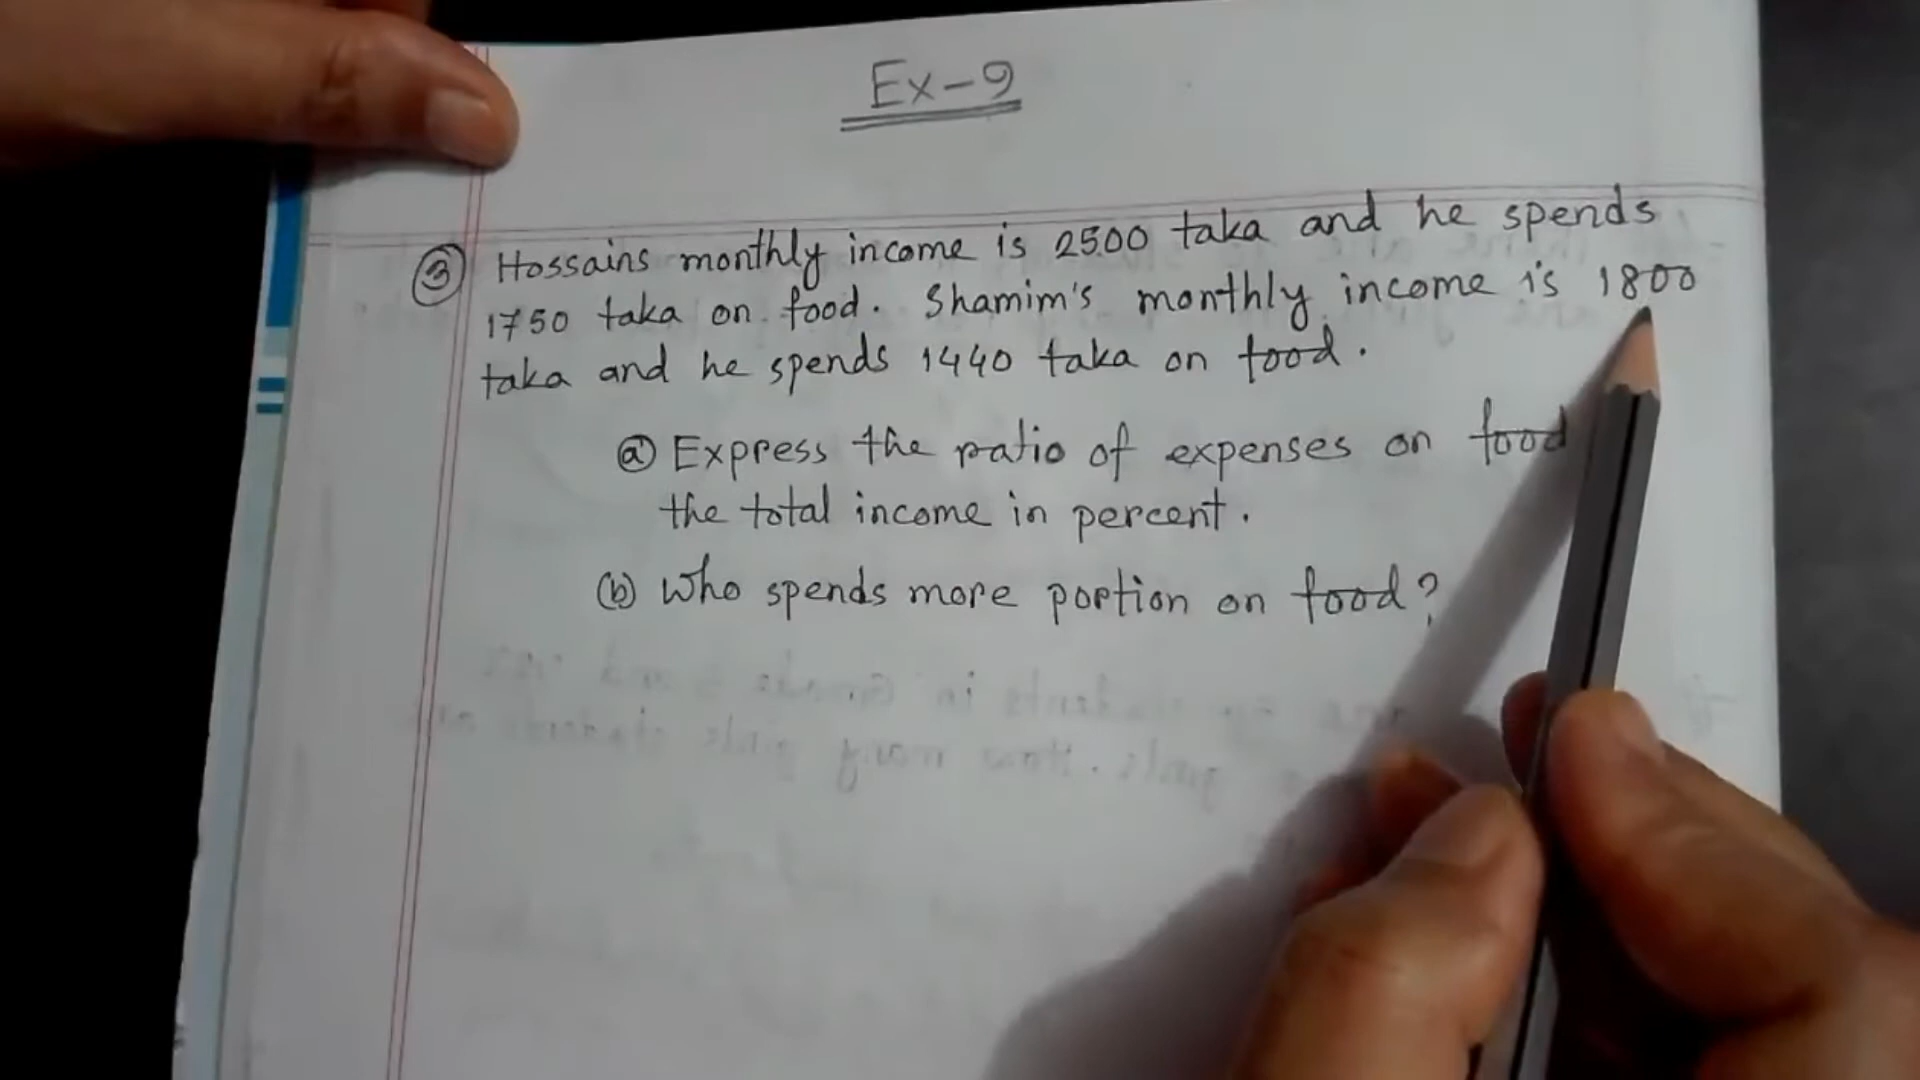 Ex-9
③ Hossains monthly income is 2500 taka and he spends
1750 taka on food. Shamim's monthly income is 1800
taka and he spends 1440 taka on food.
ⓐ Express the ratio of expenses on food
the total income in percent.
(b) Who spends more portion on food?